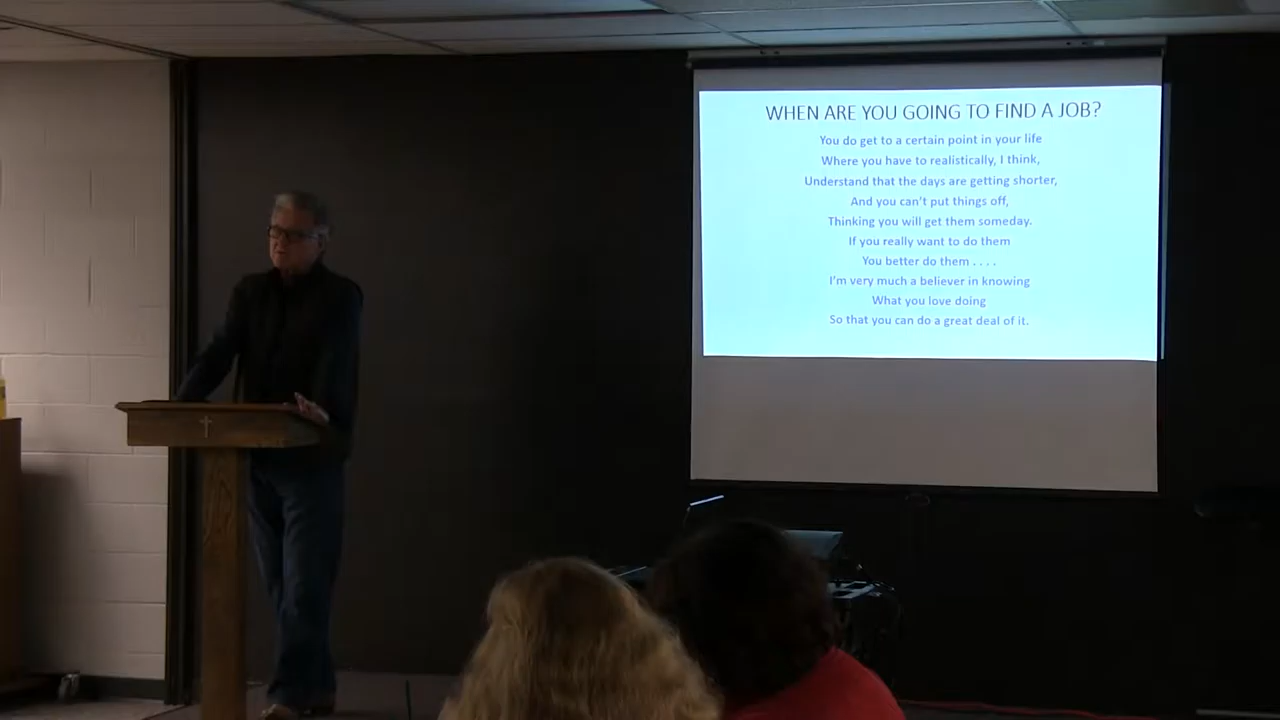 WHEN ARE YOU GOING TO FIND A JOB?
You do get to a certain point in your life
Where you have to realistically, I think,
Understand that the days are getting shorter,
And you can't put things off,
Thinking you will get them someday.
If you really want to do them
You better do them . . . .
I'm very much a believer in knowing
What you love doing
So that you can do a great deal of it.